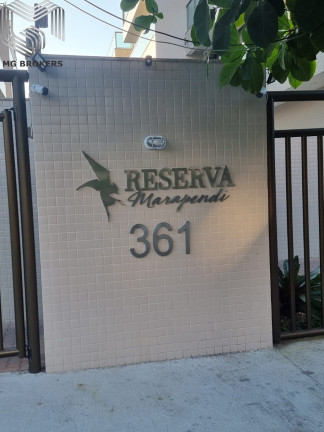 MG BROKERS
RESERVA
Marapendi
361